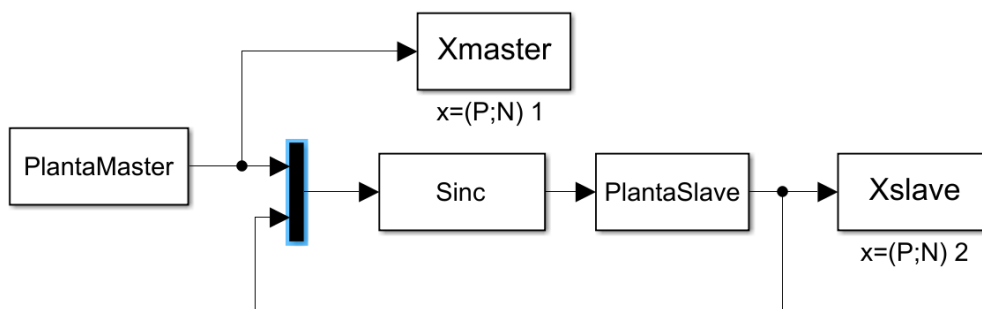 Xmaster
x=(P;N) 1
PlantaMaster
Sinc
PlantaSlave
Xslave
x=(P;N) 2